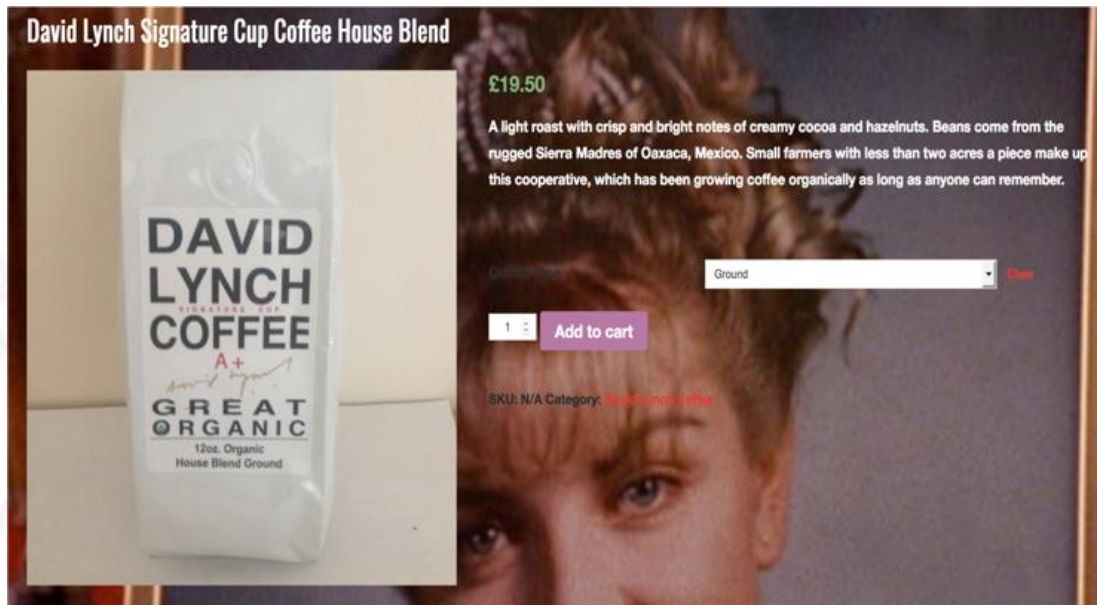 David Lynch Signature Cup Coffee House Blend
£19.50
A light roast with crisp and bright notes of creamy cocoa and hazelnuts. Beans come from the
rugged Sierra Madres of Oaxaca, Mexico. Small farmers with less than two acres a piece make up
this cooperative, which has been growing coffee organically as long as anyone can remember.
Ground
Clear
1
Add to cart
SKU: N/A Category: David Lynch Coffee
DAVID
LYNCH
SIGNATURE CUP
COFFEE
A+
GREAT
ORGANIC
12oz. Organic
House Blend Ground